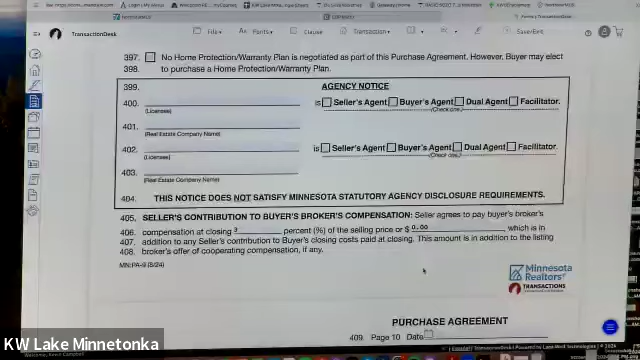 TransactionDesk
File
Fonts
Clause
Transaction
Save/Exit
397. No Home Protection/Warranty Plan is negotiated as part of this Purchase Agreement. However, Buyer may elect
398. to purchase a Home Protection/Warranty Plan.
399. AGENCY NOTICE
400. is Seller's Agent Buyer's Agent Dual Agent Facilitator.
(Licensee) (Check one.)
401.
(Real Estate Company Name)
402. is Seller's Agent Buyer's Agent Dual Agent Facilitator.
(Licensee) (Check one.)
403.
(Real Estate Company Name)
404. THIS NOTICE DOES NOT SATISFY MINNESOTA STATUTORY AGENCY DISCLOSURE REQUIREMENTS.
405. SELLER'S CONTRIBUTION TO BUYER'S BROKER'S COMPENSATION: Seller agrees to pay buyer's broker's
406. compensation at closing 3 percent (%) of the selling price or $ 0.00 which is in
407. addition to any Seller's contribution to Buyer's closing costs paid at closing. This amount is in addition to the listing
408. broker's offer of cooperating compensation, if any.
MN:PA-9 (8/24)
Minnesota
Realtors
TRANSACTIONS
PURCHASE AGREEMENT
409. Page 10 Date
KW Lake Minnetonka